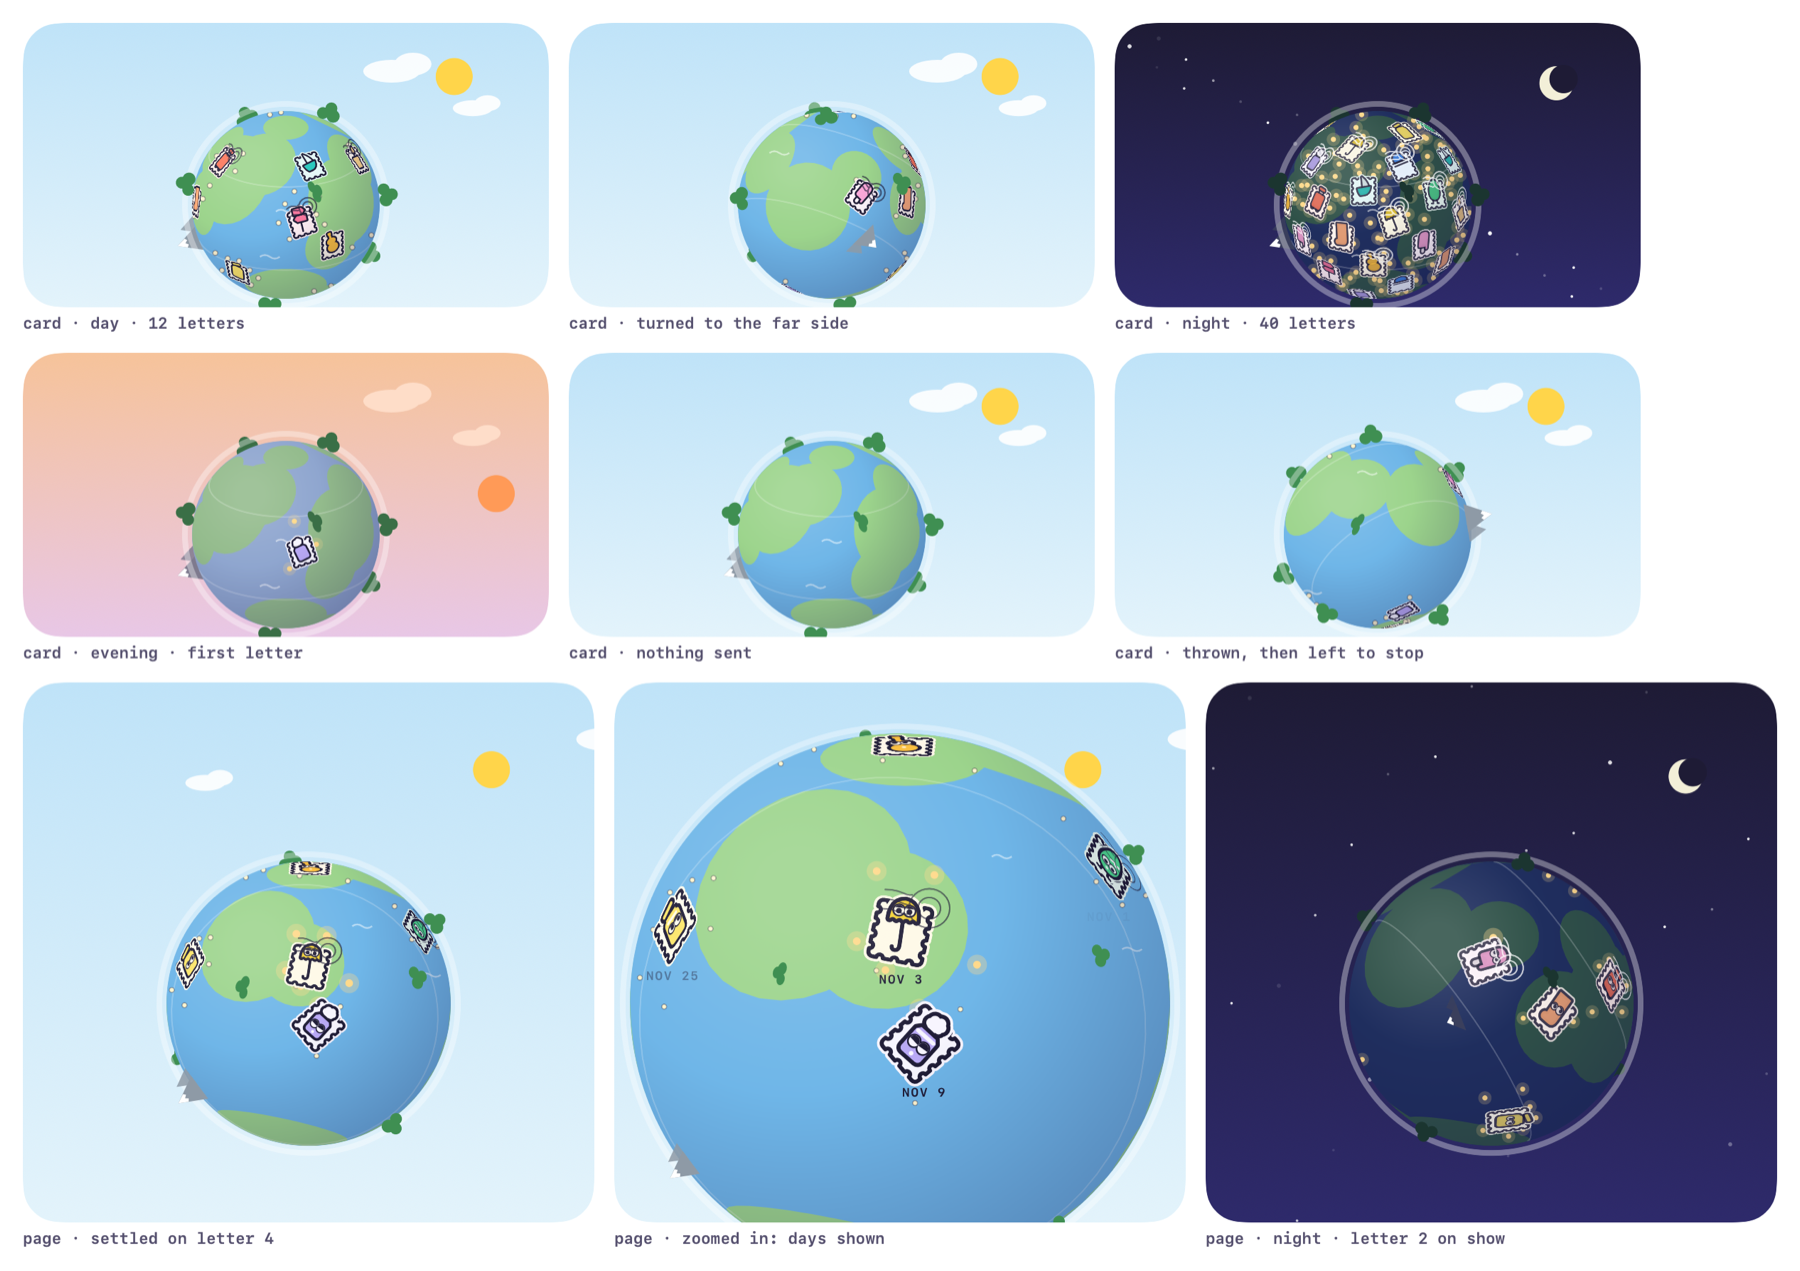 card · day · 12 letters
card · turned to the far side
card · night · 40 letters
card · evening · first letter
card · nothing sent
card · thrown, then left to stop
NOV 25
NOV 3
NOV 9
page · settled on letter 4
page · zoomed in: days shown
page · night · letter 2 on show